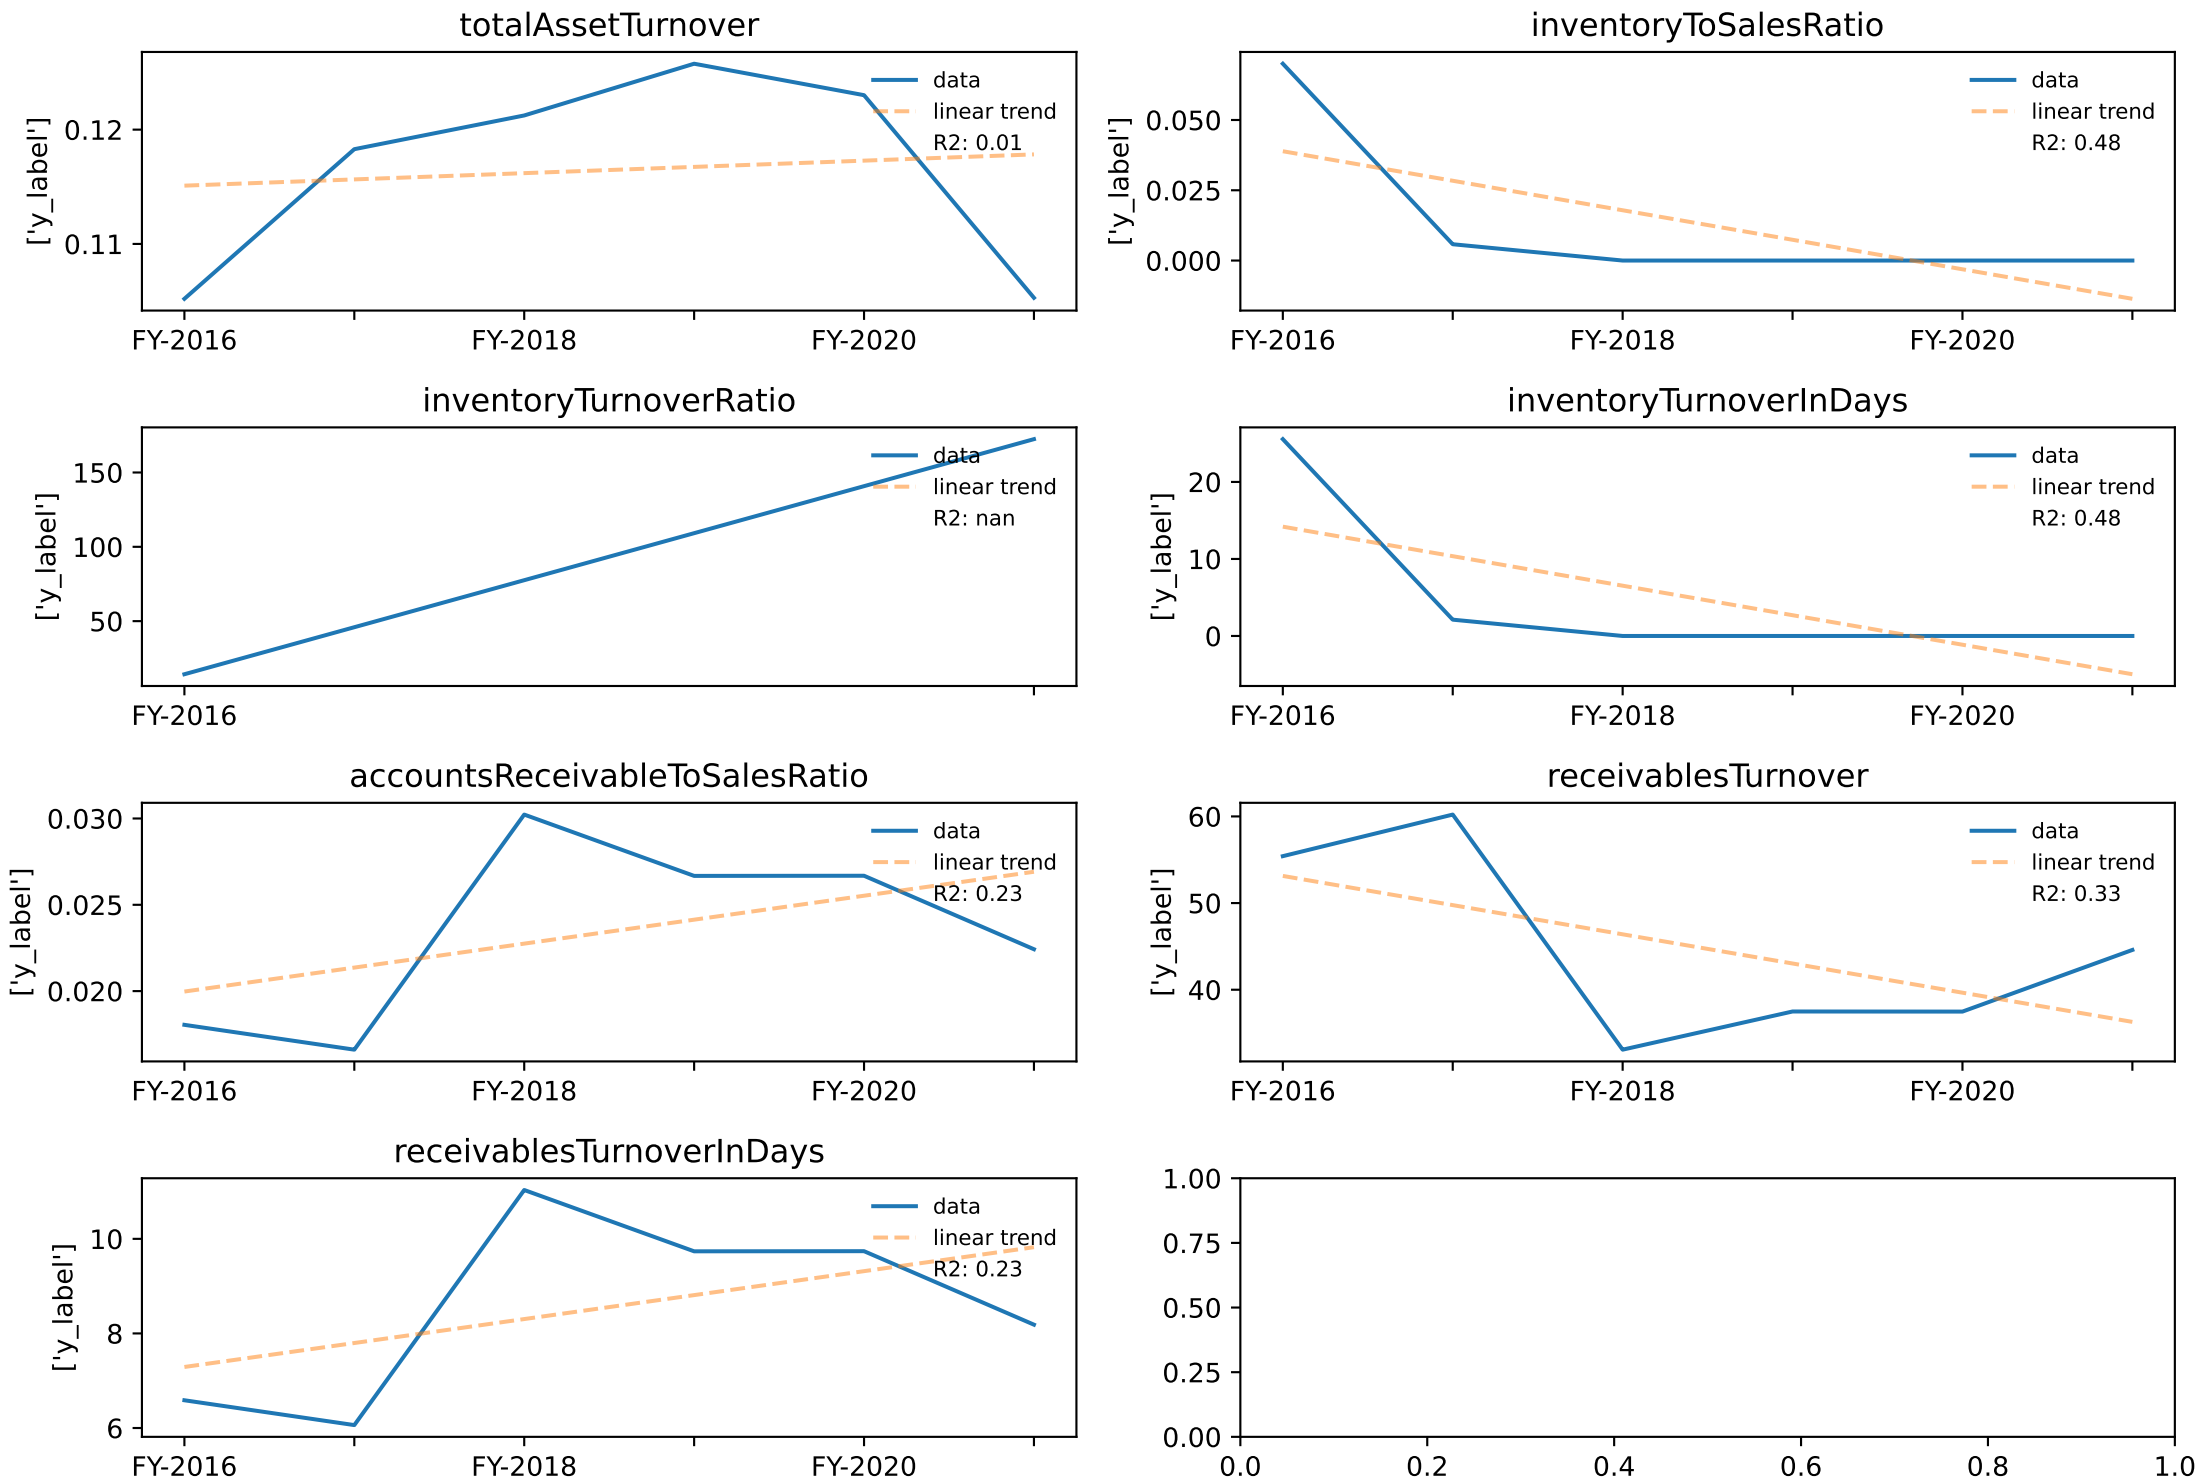 totalAssetTurnover
['y_label']
0.12
0.11
data
linear trend
R2: 0.01
FY-2016
FY-2018
FY-2020
inventoryToSalesRatio
['y_label']
0.050
0.025
0.000
data
linear trend
R2: 0.48
FY-2016
FY-2018
FY-2020
inventoryTurnoverRatio
['y_label']
150
100
50
data
linear trend
R2: nan
FY-2016
inventoryTurnoverInDays
['y_label']
20
10
0
data
linear trend
R2: 0.48
FY-2016
FY-2018
FY-2020
accountsReceivableToSalesRatio
['y_label']
0.030
0.025
0.020
data
linear trend
R2: 0.23
FY-2016
FY-2018
FY-2020
receivablesTurnover
['y_label']
60
50
40
data
linear trend
R2: 0.33
FY-2016
FY-2018
FY-2020
receivablesTurnoverInDays
['y_label']
10
8
6
data
linear trend
R2: 0.23
FY-2016
FY-2018
FY-2020
1.00
0.75
0.50
0.25
0.00
0.0
0.2
0.4
0.6
0.8
1.0